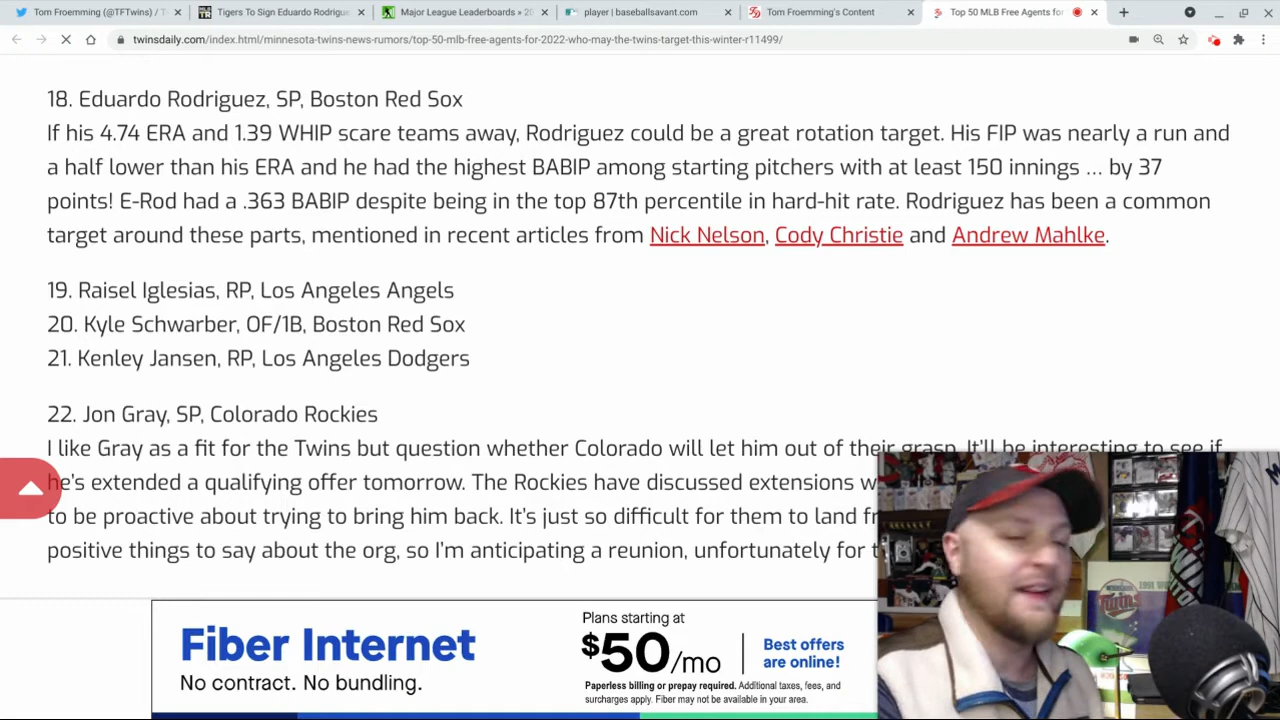 Tom Froemming (@TFTwins) / T
Tigers To Sign Eduardo Rodrigue
Major League Leaderboards » 20
player | baseballsavant.com
Tom Froemming's Content
Top 50 MLB Free Agents for
twinsdaily.com/index.html/minnesota-twins-news-rumors/top-50-mlb-free-agents-for-2022-who-may-the-twins-target-this-winter-r11499/
18. Eduardo Rodriguez, SP, Boston Red Sox
If his 4.74 ERA and 1.39 WHIP scare teams away, Rodriguez could be a great rotation target. His FIP was nearly a run and
a half lower than his ERA and he had the highest BABIP among starting pitchers with at least 150 innings … by 37
points! E-Rod had a .363 BABIP despite being in the top 87th percentile in hard-hit rate. Rodriguez has been a common
target around these parts, mentioned in recent articles from Nick Nelson, Cody Christie and Andrew Mahlke.
19. Raisel Iglesias, RP, Los Angeles Angels
20. Kyle Schwarber, OF/1B, Boston Red Sox
21. Kenley Jansen, RP, Los Angeles Dodgers
22. Jon Gray, SP, Colorado Rockies
I like Gray as a fit for the Twins but question whether Colorado will let him out of their grasp. It'll be interesting to see if
he's extended a qualifying offer tomorrow. The Rockies have discussed extensions w
to be proactive about trying to bring him back. It's just so difficult for them to land fr
positive things to say about the org, so I'm anticipating a reunion, unfortunately for t
Fiber Internet
No contract. No bundling.
Plans starting at
$50/mo
Paperless billing or prepay required. Additional taxes, fees, and
surcharges apply. Fiber may not be available in your area.
Best offers
are online!
Twins